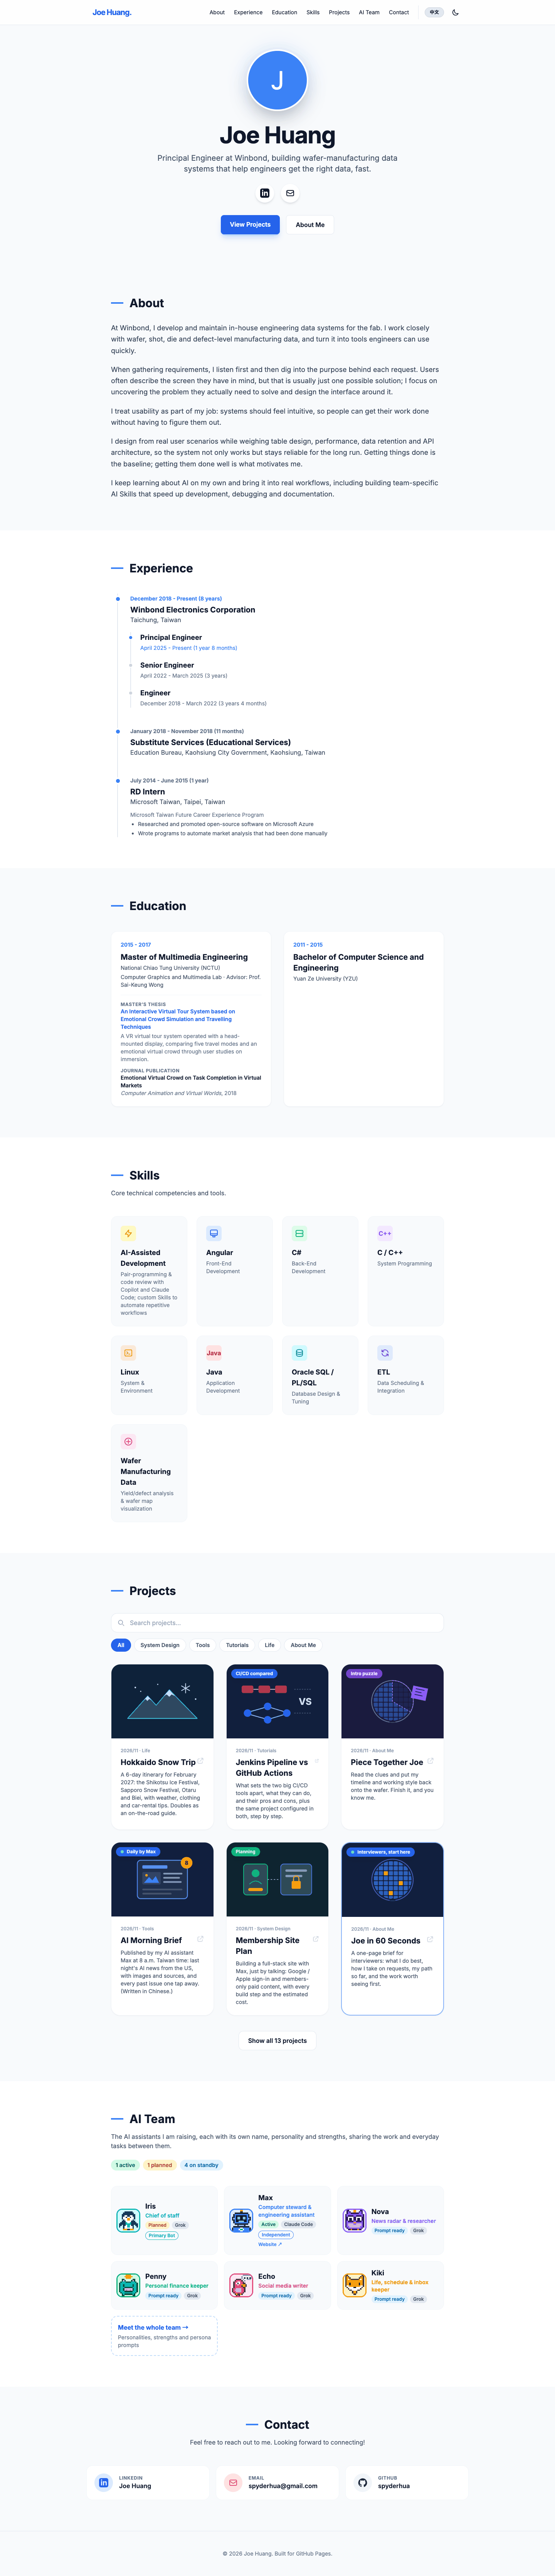 Joe Huang.
About Experience Education Skills Projects AI Team Contact 中文
J
Joe Huang
Principal Engineer at Winbond, building wafer-manufacturing data
systems that help engineers get the right data, fast.
View Projects About Me
About
At Winbond, I develop and maintain in-house engineering data systems for the fab. I work closely
with wafer, shot, die and defect-level manufacturing data, and turn it into tools engineers can use
quickly.
When gathering requirements, I listen first and then dig into the purpose behind each request. Users
often describe the screen they have in mind, but that is usually just one possible solution; I focus on
uncovering the problem they actually need to solve and design the interface around it.
I treat usability as part of my job: systems should feel intuitive, so people can get their work done
without having to figure them out.
I design from real user scenarios while weighing table design, performance, data retention and API
architecture, so the system not only works but stays reliable for the long run. Getting things done is
the baseline; getting them done well is what motivates me.
I keep learning about AI on my own and bring it into real workflows, including building team-specific
AI Skills that speed up development, debugging and documentation.
Experience
December 2018 - Present (8 years)
Winbond Electronics Corporation
Taichung, Taiwan
Principal Engineer
April 2025 - Present (1 year 8 months)
Senior Engineer
April 2022 - March 2025 (3 years)
Engineer
December 2018 - March 2022 (3 years 4 months)
January 2018 - November 2018 (11 months)
Substitute Services (Educational Services)
Education Bureau, Kaohsiung City Government, Kaohsiung, Taiwan
July 2014 - June 2015 (1 year)
RD Intern
Microsoft Taiwan, Taipei, Taiwan
Microsoft Taiwan Future Career Experience Program
• Researched and promoted open-source software on Microsoft Azure
• Wrote programs to automate market analysis that had been done manually
Education
2015 - 2017
Master of Multimedia Engineering
National Chiao Tung University (NCTU)
Computer Graphics and Multimedia Lab · Advisor: Prof.
Sai-Keung Wong
MASTER'S THESIS
An Interactive Virtual Tour System based on
Emotional Crowd Simulation and Travelling
Techniques
A VR virtual tour system operated with a head-
mounted display, comparing five travel modes and an
emotional virtual crowd through user studies on
immersion.
JOURNAL PUBLICATION
Emotional Virtual Crowd on Task Completion in Virtual
Markets
Computer Animation and Virtual Worlds, 2018
2011 - 2015
Bachelor of Computer Science and
Engineering
Yuan Ze University (YZU)
Skills
Core technical competencies and tools.
AI-Assisted
Development
Pair-programming &
code review with
Copilot and Claude
Code; custom Skills to
automate repetitive
workflows
Angular
Front-End
Development
C#
Back-End
Development
C++
C / C++
System Programming
Linux
System &
Environment
Java
Java
Application
Development
Oracle SQL /
PL/SQL
Database Design &
Tuning
ETL
Data Scheduling &
Integration
Wafer
Manufacturing
Data
Yield/defect analysis
& wafer map
visualization
Projects
Search projects...
All System Design Tools Tutorials Life About Me
2026/11 · Life
Hokkaido Snow Trip
A 6-day itinerary for February
2027: the Shikotsu Ice Festival,
Sapporo Snow Festival, Otaru
and Biei, with weather, clothing
and car-rental tips. Doubles as
an on-the-road guide.
CI/CD compared
VS
2026/11 · Tutorials
Jenkins Pipeline vs
GitHub Actions
What sets the two big CI/CD
tools apart, what they can do,
and their pros and cons, plus
the same project configured in
both, step by step.
Intro puzzle
2026/11 · About Me
Piece Together Joe
Read the clues and put my
timeline and working style back
onto the wafer. Finish it, and you
know me.
Daily by Max
8
2026/11 · Tools
AI Morning Brief
Published by my AI assistant
Max at 8 a.m. Taiwan time: last
night's AI news from the US,
with images and sources, and
every past issue one tap away.
(Written in Chinese.)
Planning
2026/11 · System Design
Membership Site
Plan
Building a full-stack site with
Max, just by talking: Google /
Apple sign-in and members-
only paid content, with every
build step and the estimated
cost.
Interviewers, start here
2026/11 · About Me
Joe in 60 Seconds
A one-page brief for
interviewers: what I do best,
how I take on requests, my path
so far, and the work worth
seeing first.
Show all 13 projects
AI Team
The AI assistants I am raising, each with its own name, personality and strengths, sharing the work and everyday
tasks between them.
1 active 1 planned 4 on standby
Iris
Chief of staff
Planned Grok
Primary Bot
Max
Computer steward &
engineering assistant
Active Claude Code
Independent
Website ↗
Nova
News radar & researcher
Prompt ready Grok
Penny
Personal finance keeper
Prompt ready Grok
Echo
Social media writer
Prompt ready Grok
Kiki
Life, schedule & inbox
keeper
Prompt ready Grok
Meet the whole team →
Personalities, strengths and persona
prompts
Contact
Feel free to reach out to me. Looking forward to connecting!
LINKEDIN
Joe Huang
EMAIL
spyderhua@gmail.com
GITHUB
spyderhua
© 2026 Joe Huang. Built for GitHub Pages.